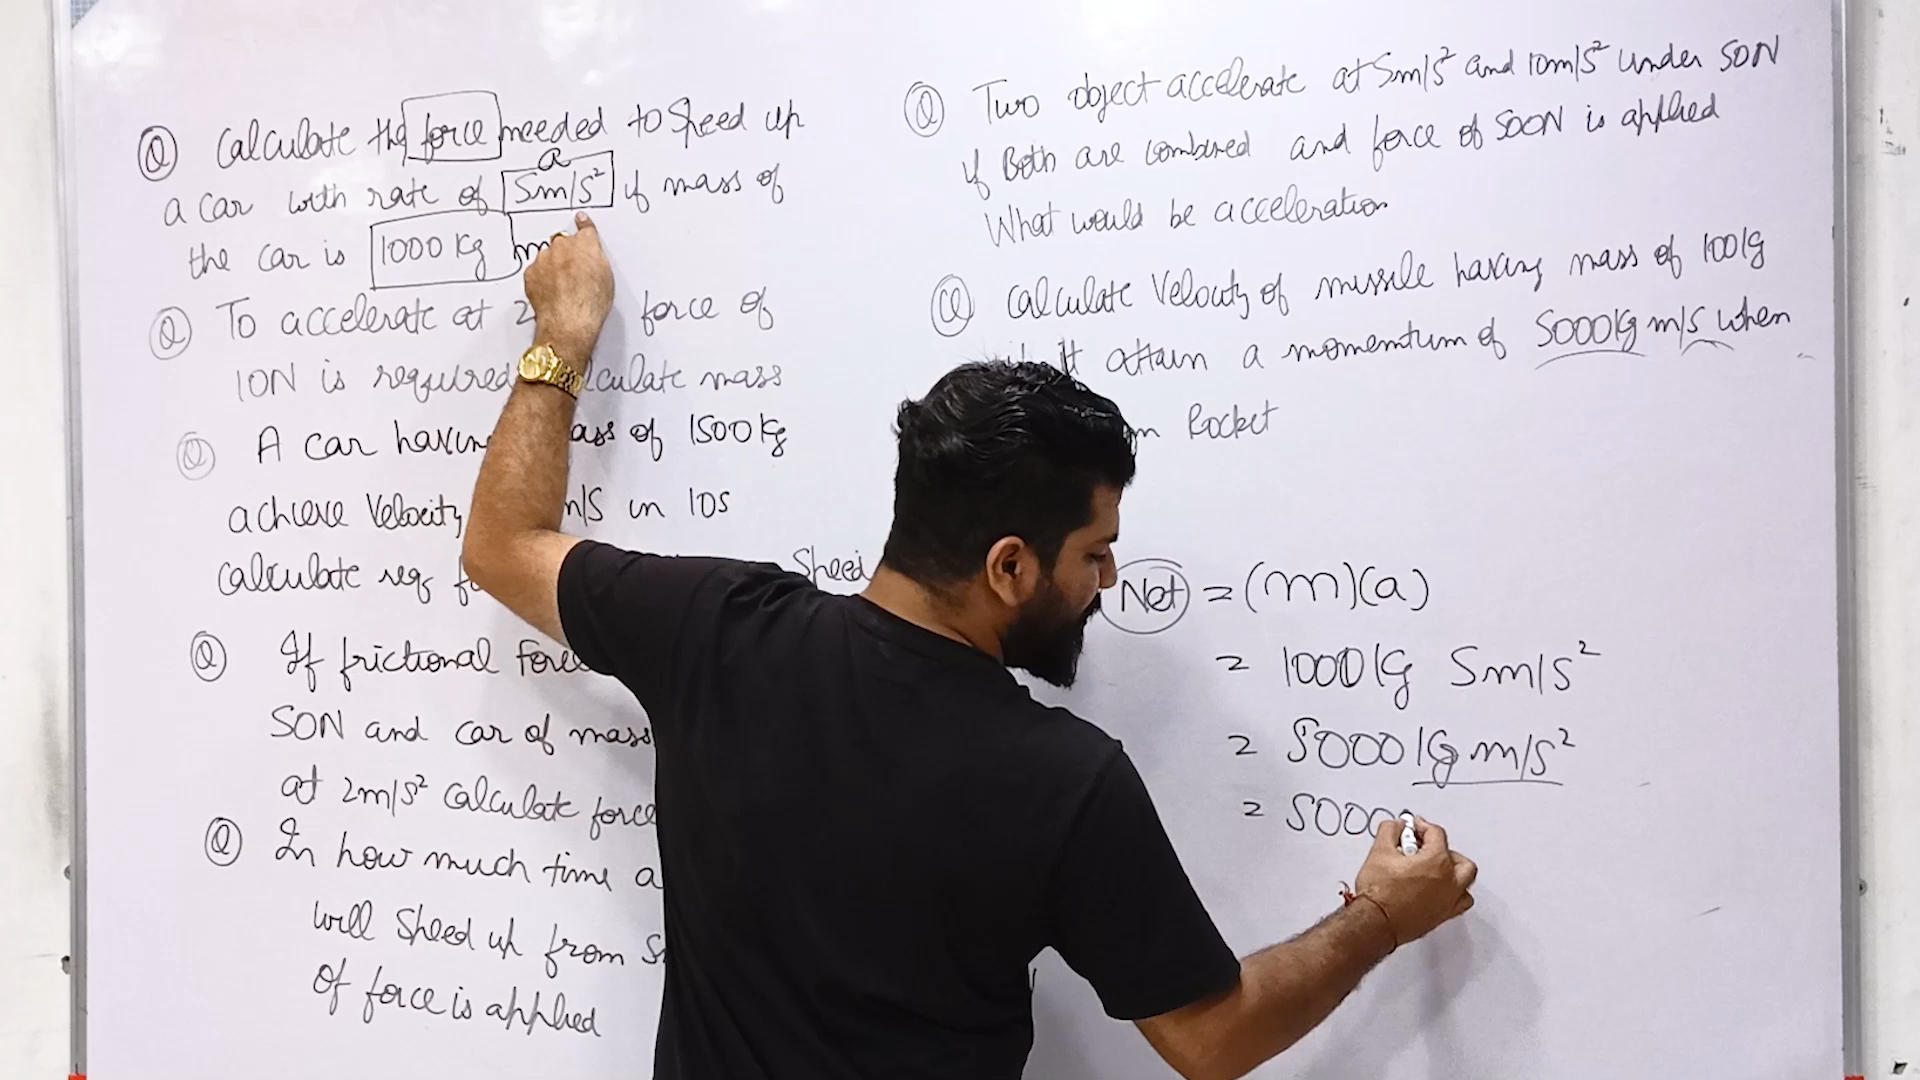 Q Calculate the force needed to Speed up
a
a car with rate of 5m/s² if mass of
the car is 1000 kg m
Q To accelerate at 2 force of
10N is required calculate mass
Q A car having mass of 1500 kg
achieve Velocity m/s in 10s
calculate req
Speed
Q If frictional Force
50N and car of mass
at 2m/s² calculate force
Q In how much time a
will Speed up from 5
of force is applied
Q Two object accelerate at 5m/s² and 10m/s² under 50N
if Both are combined and force of 500N is applied
What would be acceleration
Q Calculate Velocity of missile having mass of 100kg
it attain a momemtum of 5000kg m/s when
Rocket
Net = (m)(a)
= 1000kg 5m/s²
= 5000kg m/s²
= 5000